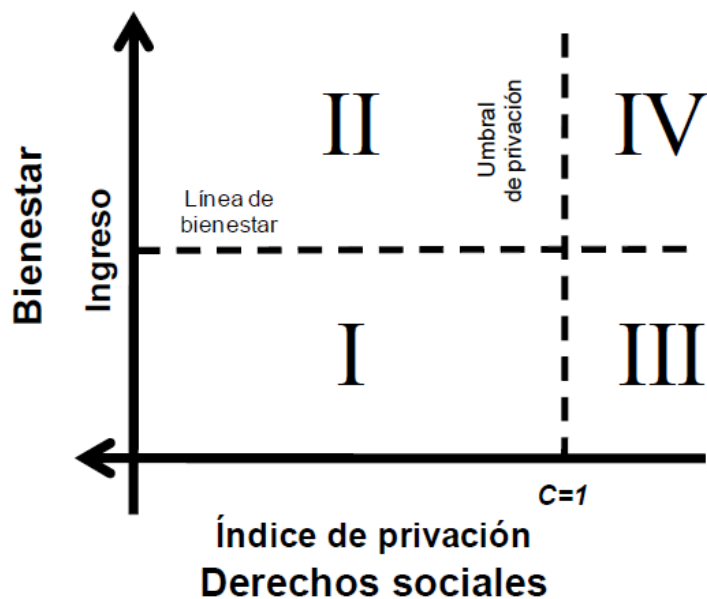 II
IV
Umbral
de privación
Línea de
bienestar
Bienestar
Ingreso
I
III
C=1
Índice de privación
Derechos sociales